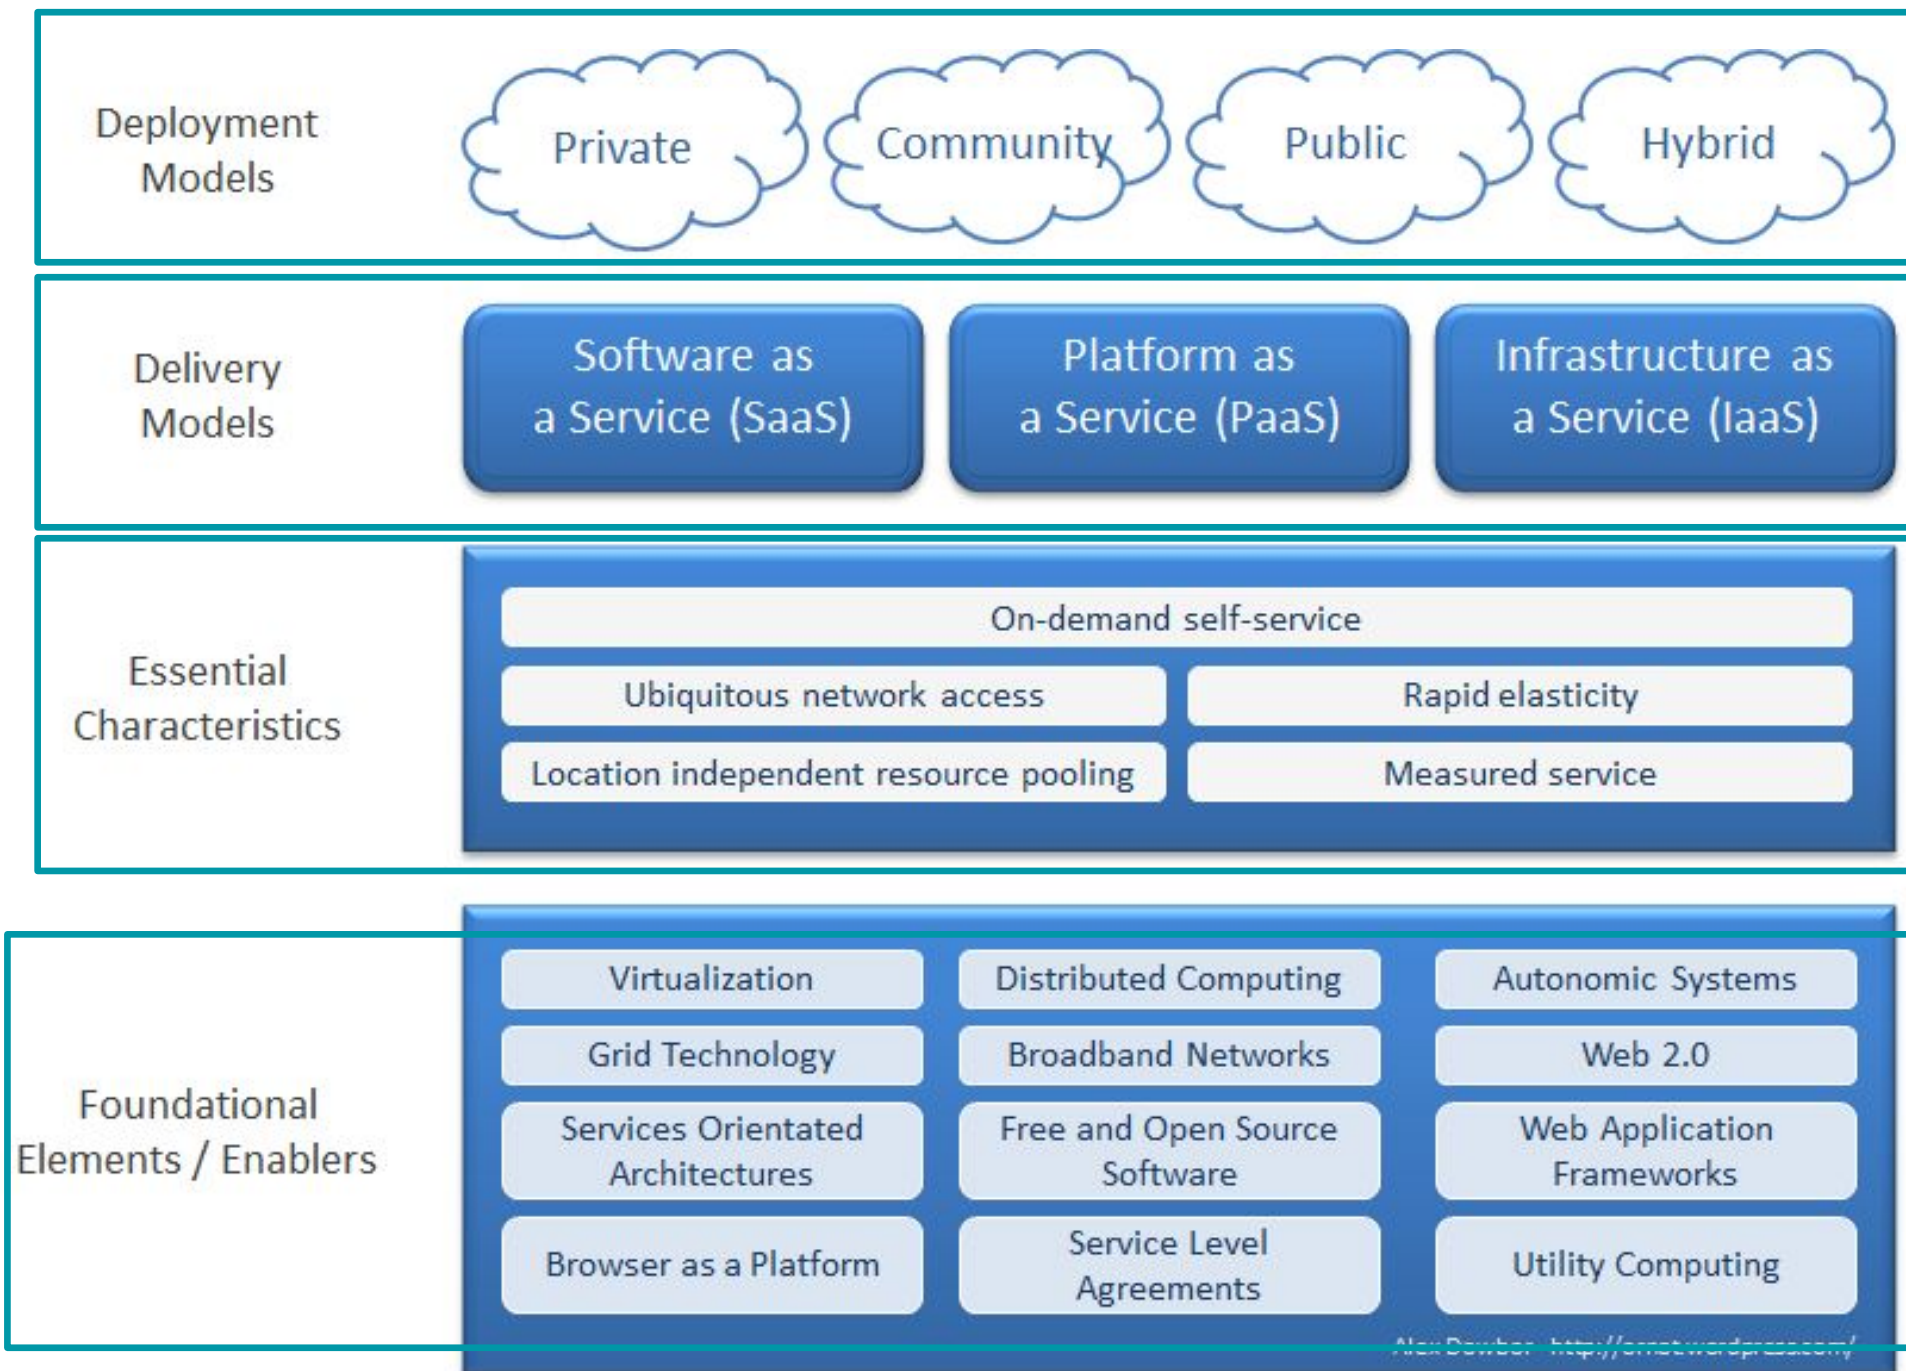 Deployment
Models
Private
Community
Public
Hybrid
Delivery
Models
Software as
a Service (SaaS)
Platform as
a Service (PaaS)
Infrastructure as
a Service (IaaS)
Essential
Characteristics
On-demand self-service
Ubiquitous network access
Rapid elasticity
Location independent resource pooling
Measured service
Foundational
Elements / Enablers
Virtualization
Distributed Computing
Autonomic Systems
Grid Technology
Broadband Networks
Web 2.0
Services Orientated
Architectures
Free and Open Source
Software
Web Application
Frameworks
Browser as a Platform
Service Level
Agreements
Utility Computing
Alex Dowbor